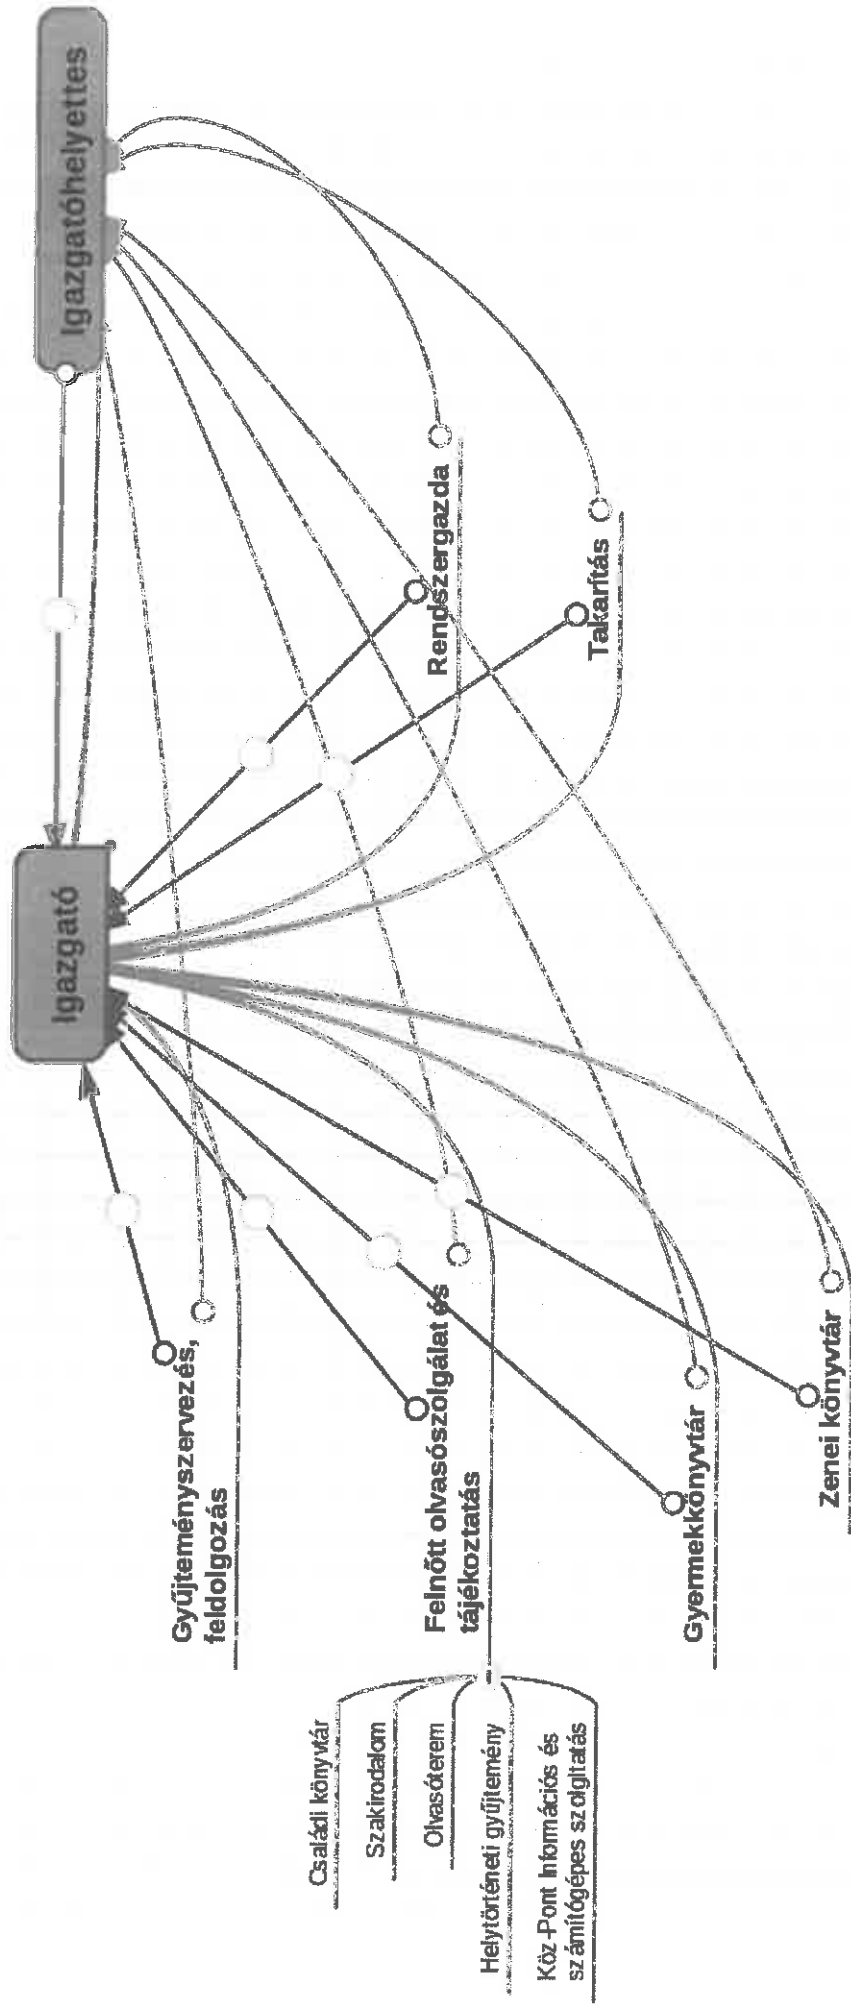 Igazgató
Igazgatóhelyettes
Gyűjteményszervezés,
feldolgozás
Felnőtt olvasószolgálat és
tájékoztatás
Családi könyvtár
Szakirodalom
Olvasóterem
Helytörténeti gyűjtemény
Köz-Pont Információs és
számítógépes szolgltatás
Gyermekkönyvtár
Zenei könyvtár
Rendszergazda
Takarítás